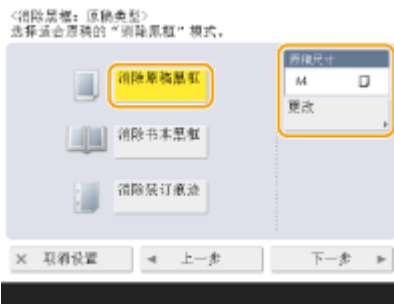 <消除黑框：原稿类型>
选择适合原稿的“消除黑框”模式。
消除原稿黑框
原稿尺寸
A4
更改
消除书本黑框
消除装订痕迹
× 取消设置
◄ 上一步
下一步 ►